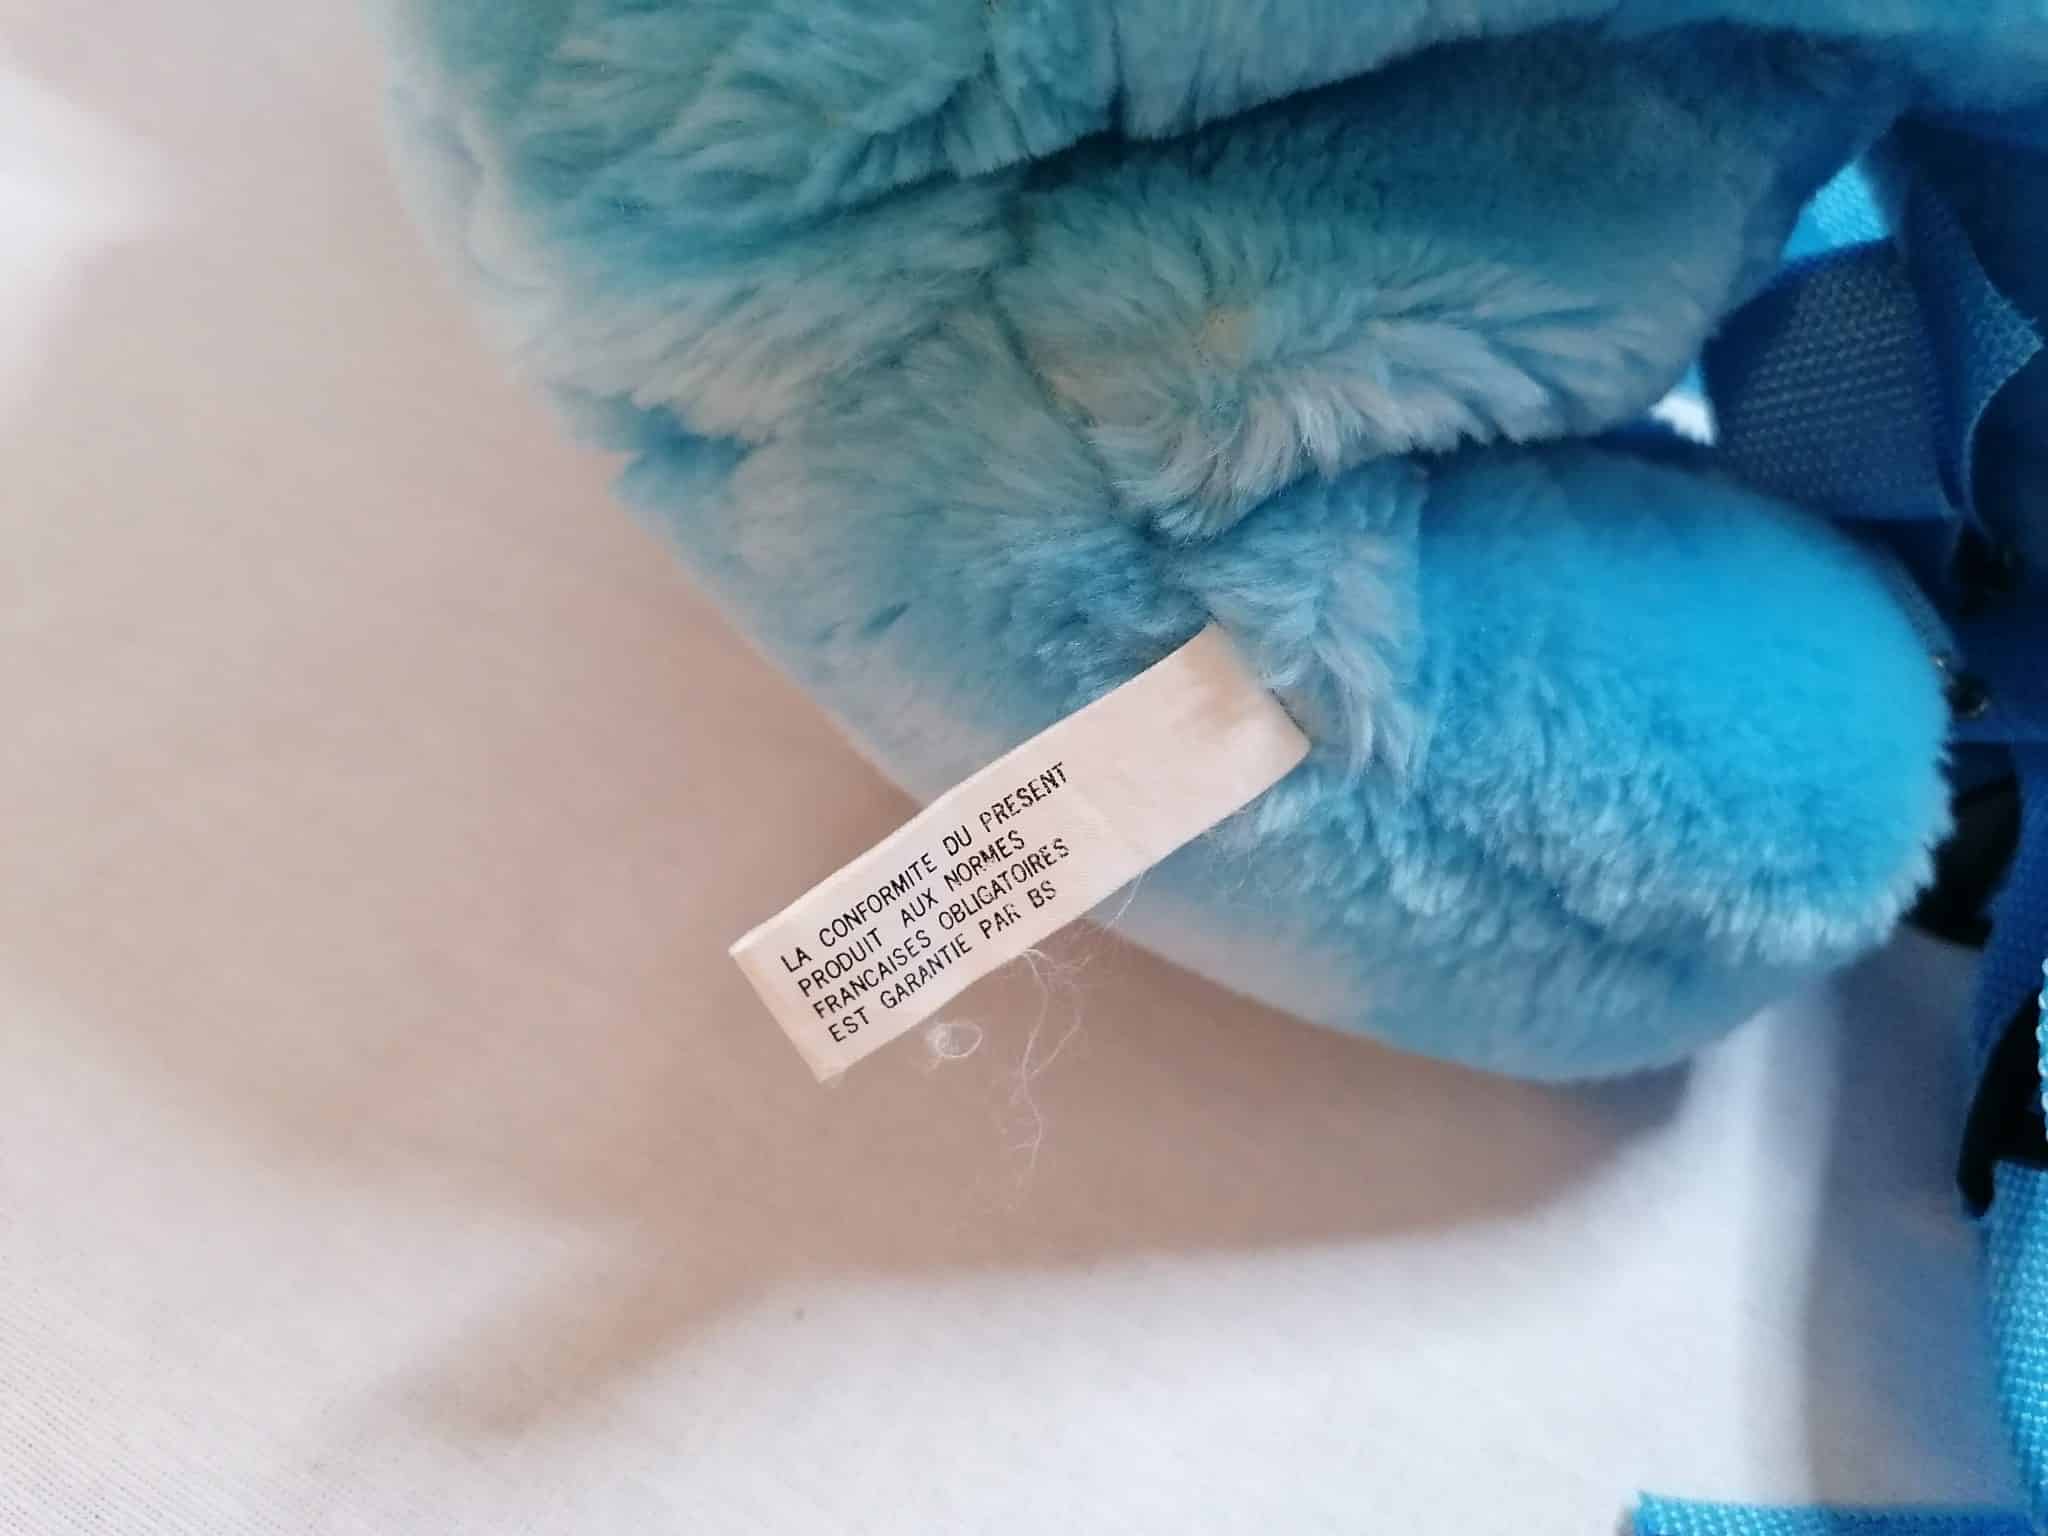 LA CONFORMITE DU PRESENT
PRODUIT AUX NORMES
FRANCAISES OBLIGATOIRES
EST GARANTIE PAR BS